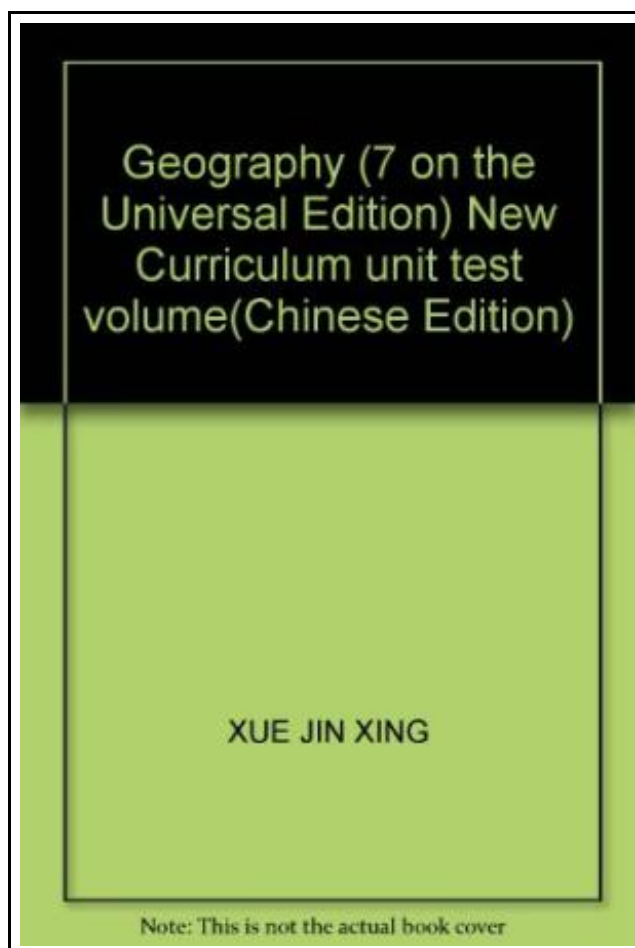 Geography (7 on the
Universal Edition) New
Curriculum unit test
volume(Chinese Edition)
XUE JIN XING
Note: This is not the actual book cover